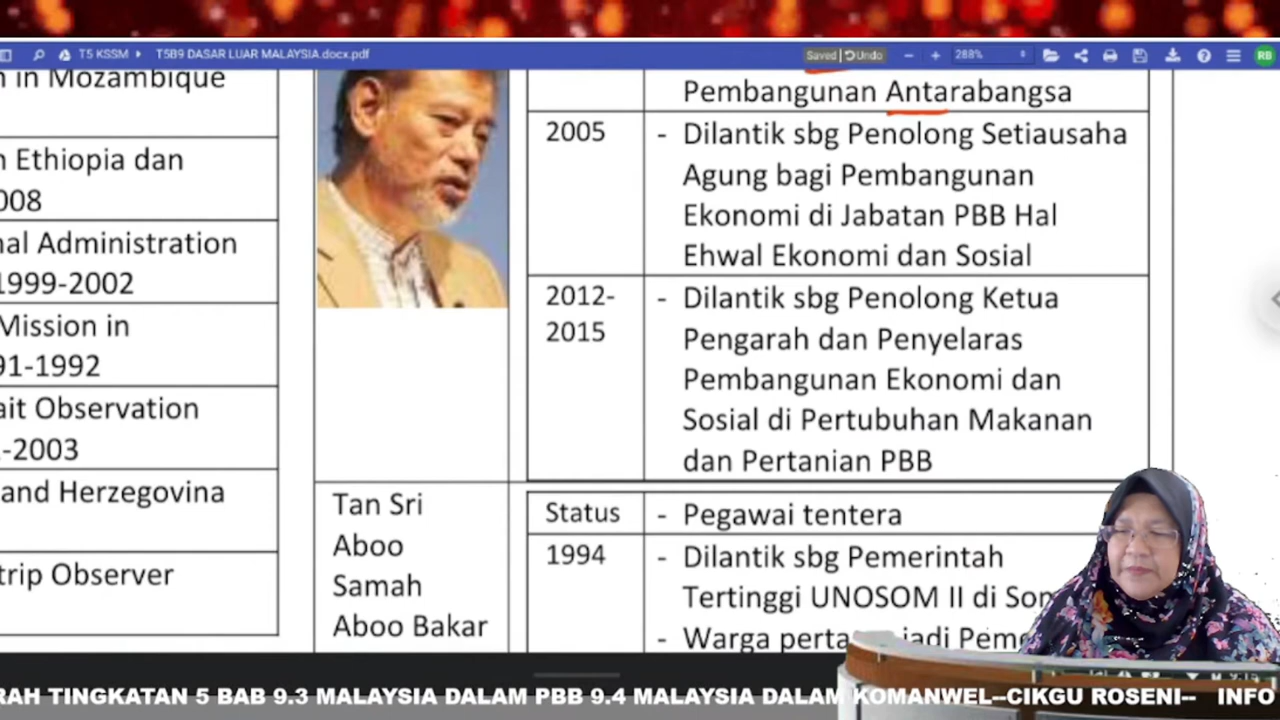 T5 KSSM
T5B9 DASAR LUAR MALAYSIA.docx.pdf
Saved
Undo
288%
RB
in Mozambique
Ethiopia dan
008
Administration
1999-2002
Mission in
91-1992
Observation
-2003
and Herzegovina
Observer
Pembangunan Antarabangsa
2005
- Dilantik sbg Penolong Setiausaha
Agung bagi Pembangunan
Ekonomi di Jabatan PBB Hal
Ehwal Ekonomi dan Sosial
2012-
2015
- Dilantik sbg Penolong Ketua
Pengarah dan Penyelaras
Pembangunan Ekonomi dan
Sosial di Pertubuhan Makanan
dan Pertanian PBB
Tan Sri
Aboo
Samah
Aboo Bakar
Status
- Pegawai tentera
1994
- Dilantik sbg Pemerintah
Tertinggi UNOSOM II di
- Warga
TINGKATAN 5 BAB 9.3 MALAYSIA DALAM PBB 9.4 MALAYSIA DALAM KOMANWEL--CIKGU ROSENI-- INFO